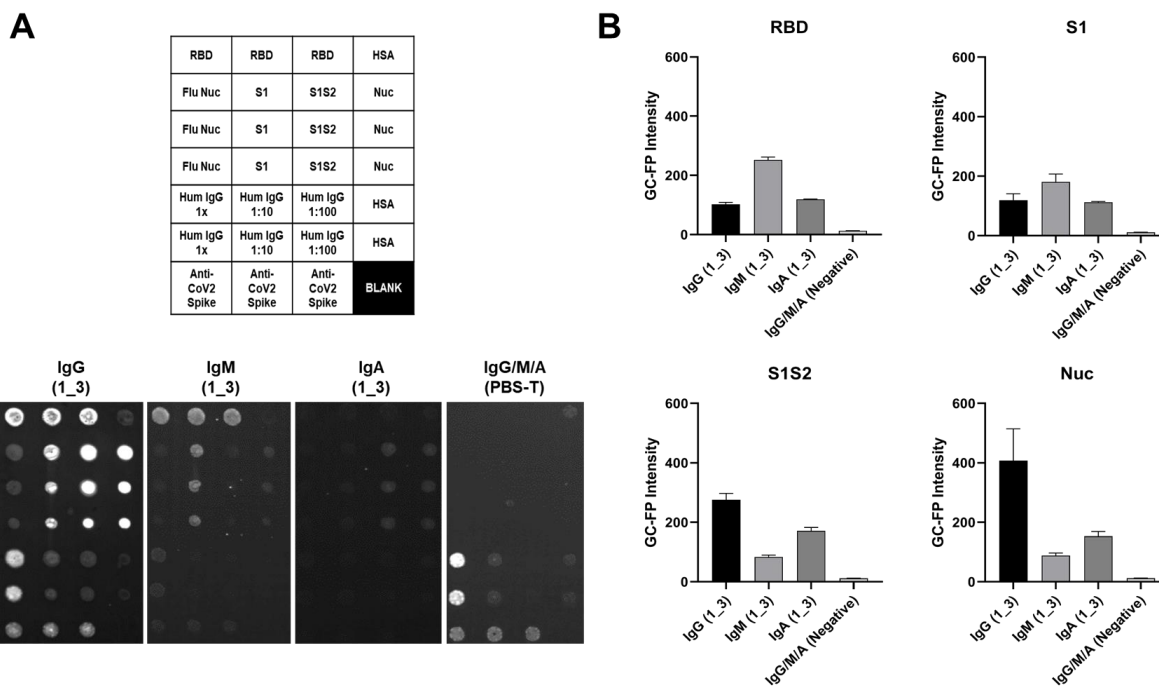 A
RBD RBD RBD HSA
Flu Nuc S1 S1S2 Nuc
Flu Nuc S1 S1S2 Nuc
Flu Nuc S1 S1S2 Nuc
Hum IgG Hum IgG Hum IgG HSA
1x 1:10 1:100
Hum IgG Hum IgG Hum IgG HSA
1x 1:10 1:100
Anti- Anti- Anti-
CoV2 CoV2 CoV2 BLANK
Spike Spike Spike
IgG IgM IgA IgG/M/A
(1_3) (1_3) (1_3) (PBS-T)
B
RBD
GC-FP Intensity
600
400
200
0
IgG (1_3)
IgM (1_3)
IgA (1_3)
IgG/M/A (Negative)
S1
GC-FP Intensity
600
400
200
0
IgG (1_3)
IgM (1_3)
IgA (1_3)
IgG/M/A (Negative)
S1S2
GC-FP Intensity
600
400
200
0
IgG (1_3)
IgM (1_3)
IgA (1_3)
IgG/M/A (Negative)
Nuc
GC-FP Intensity
600
400
200
0
IgG (1_3)
IgM (1_3)
IgA (1_3)
IgG/M/A (Negative)